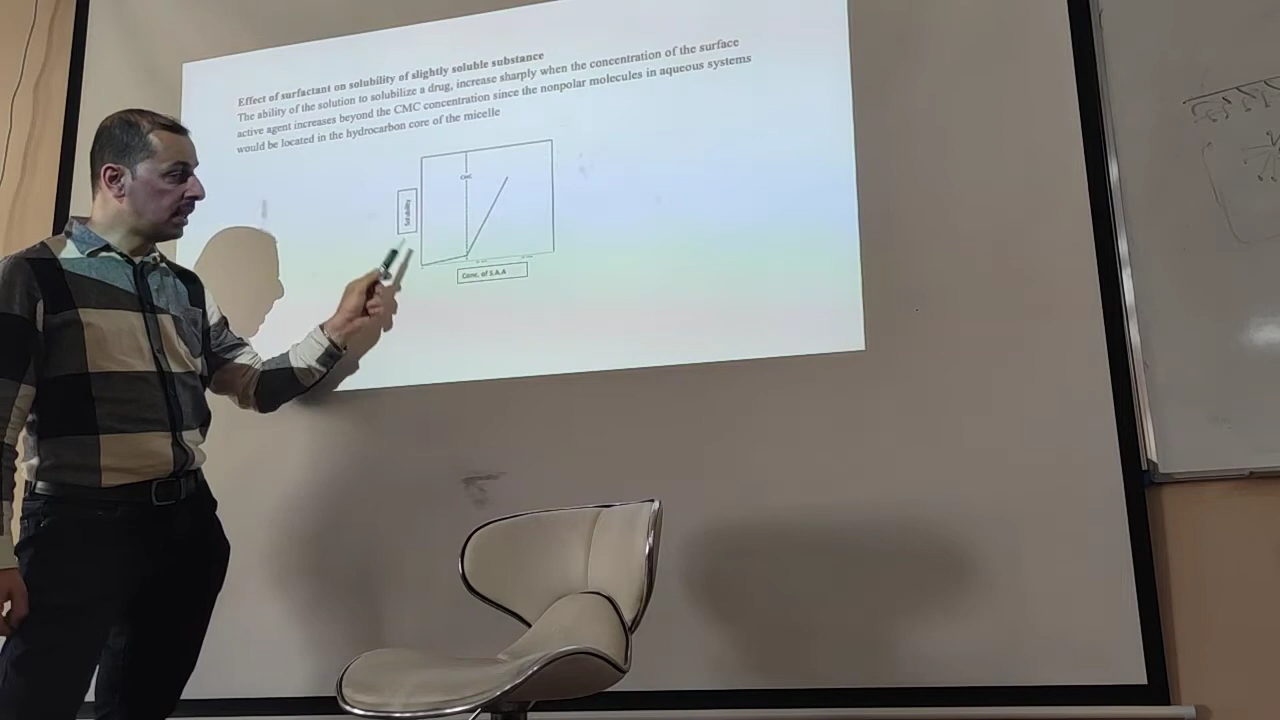 Effect of surfactant on solubility of slightly soluble substance
The ability of the solution to solubilize a drug, increase sharply when the concentration of the surface
active agent increases beyond the CMC concentration since the nonpolar molecules in aqueous systems
would be located in the hydrocarbon core of the micelle
CMC
Solubility
Conc. of S.A.A